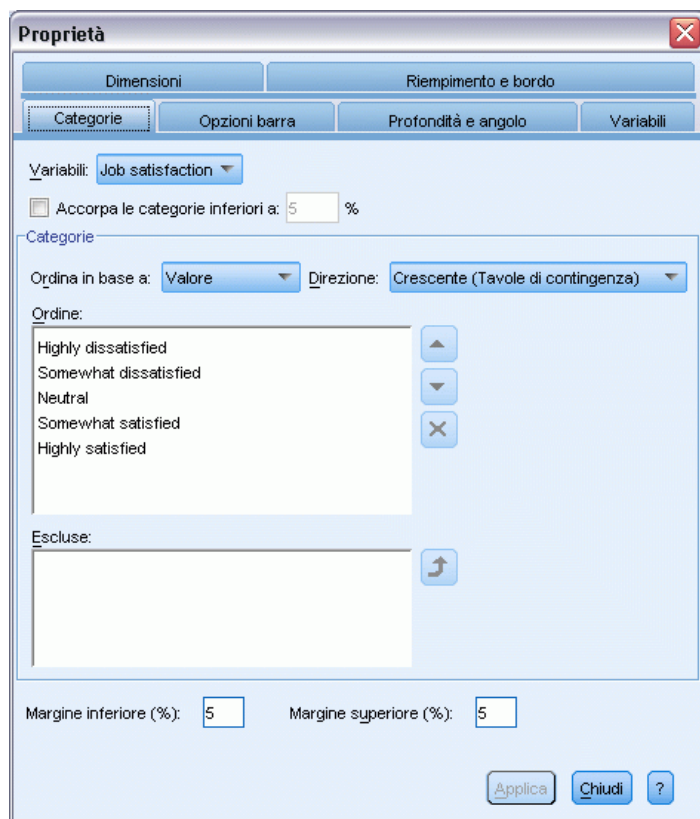 Proprietà
Dimensioni Riempimento e bordo
Categorie Opzioni barra Profondità e angolo Variabili
Variabili: Job satisfaction
Accorpa le categorie inferiori a: 5 %
Categorie
Ordina in base a: Valore Direzione: Crescente (Tavole di contingenza)
Ordine:
Highly dissatisfied
Somewhat dissatisfied
Neutral
Somewhat satisfied
Highly satisfied
Escluse:
Margine inferiore (%): 5 Margine superiore (%): 5
Applica Chiudi ?